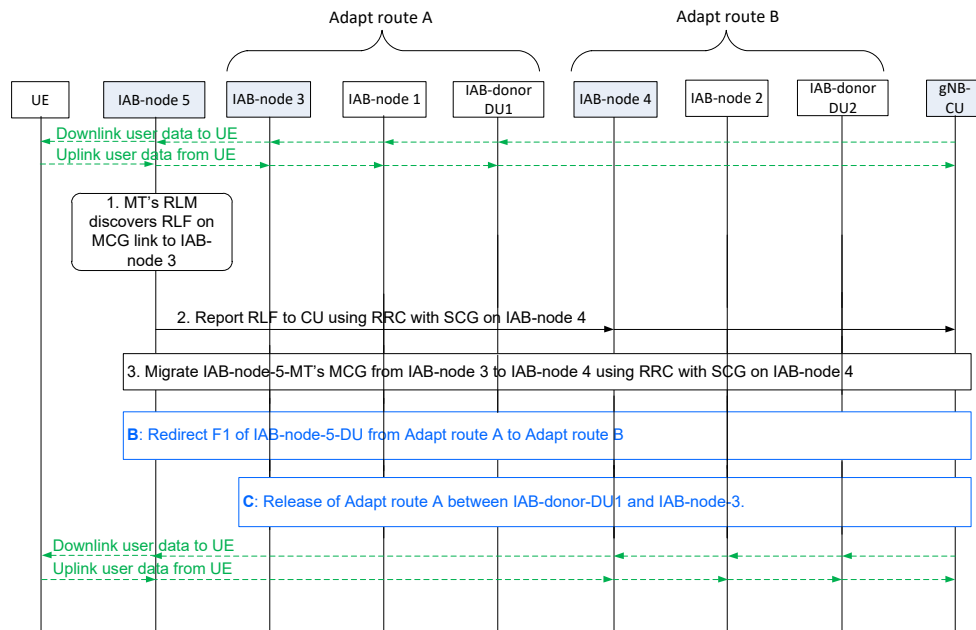 Adapt route A
Adapt route B
UE
IAB-node 5
IAB-node 3
IAB-node 1
IAB-donor
DU1
IAB-node 4
IAB-node 2
IAB-donor
DU2
gNB-
CU
Downlink user data to UE
Uplink user data from UE
1. MT's RLM
discovers RLF on
MCG link to IAB-
node 3
2. Report RLF to CU using RRC with SCG on IAB-node 4
3. Migrate IAB-node-5-MT's MCG from IAB-node 3 to IAB-node 4 using RRC with SCG on IAB-node 4
B: Redirect F1 of IAB-node-5-DU from Adapt route A to Adapt route B
C: Release of Adapt route A between IAB-donor-DU1 and IAB-node-3.
Downlink user data to UE
Uplink user data from UE